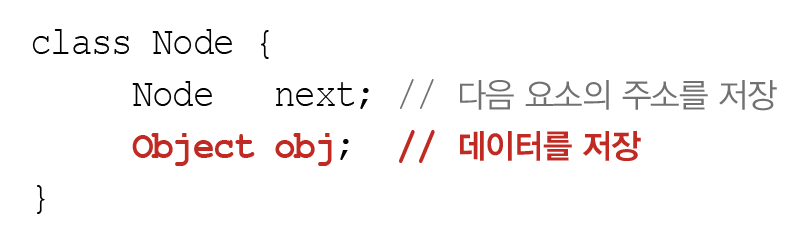 class Node {
Node next; // 다음 요소의 주소를 저장
Object obj; // 데이터를 저장
}